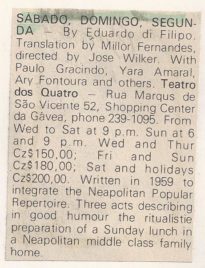 SABADO, DOMINGO, SEGUN-
DA — By Eduardo di Filipo.
Translation by Millôr Fernandes,
directed by Jose Wilker. With
Paulo Gracindo, Yara Amaral,
Ary Fontoura and others. Teatro
dos Quatro — Rua Marqus de
São Vicente 52, Shopping Center
da Gâvea, phone 239-1095. From
Wed to Sat at 9 p.m. Sun at 6
and 9 p.m. Wed and Thur
Cz$150,00; Fri and Sun
Cz$180,00; Sat and holidays
Cz$200,00. Written in 1959 to
integrate the Neapolitan Popular
Repertoire. Three acts describing
in good humour the ritualistie
preparation of a Sunday lunch in
a Neapolitan middle class family
home.